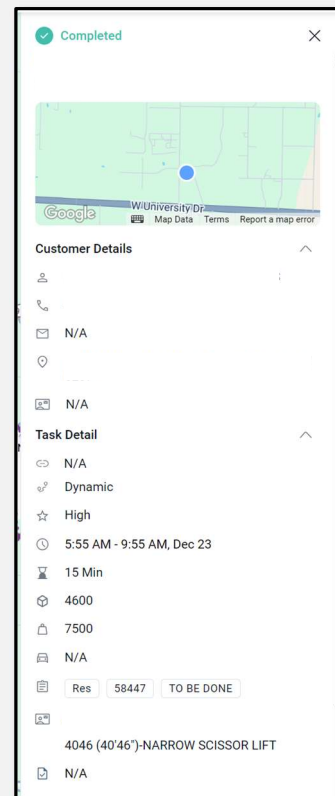 Completed
W University Dr
Google
Map Data Terms Report a map error
Customer Details
N/A
N/A
Task Detail
N/A
Dynamic
High
5:55 AM - 9:55 AM, Dec 23
15 Min
4600
7500
N/A
Res 58447 TO BE DONE
4046 (40'46")-NARROW SCISSOR LIFT
N/A